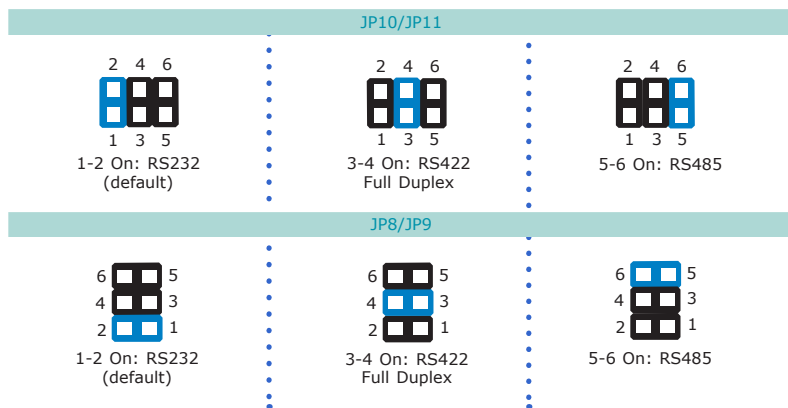 JP10/JP11
2 4 6 2 4 6 2 4 6
1 3 5 1 3 5 1 3 5
1-2 On: RS232
(default)
3-4 On: RS422
Full Duplex
5-6 On: RS485
JP8/JP9
6 5 6 5 6 5
4 3 4 3 4 3
2 1 2 1 2 1
1-2 On: RS232
(default)
3-4 On: RS422
Full Duplex
5-6 On: RS485